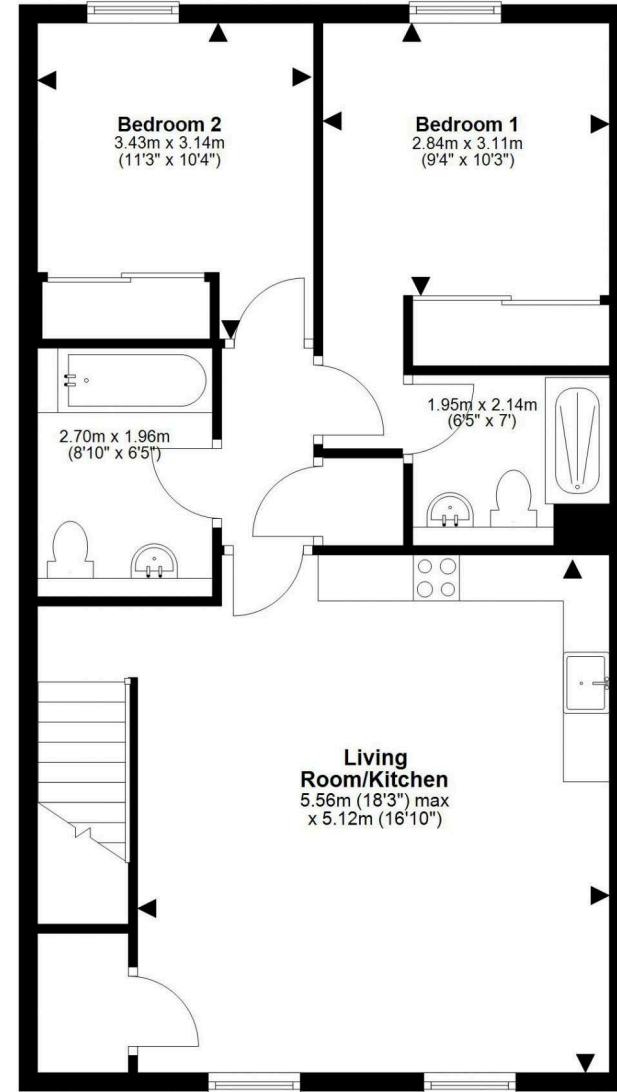 Bedroom 2
3.43m x 3.14m
(11'3" x 10'4")
Bedroom 1
2.84m x 3.11m
(9'4" x 10'3")
2.70m x 1.96m
(8'10" x 6'5")
1.95m x 2.14m
(6'5" x 7')
Living
Room/Kitchen
5.56m (18'3") max
x 5.12m (16'10")